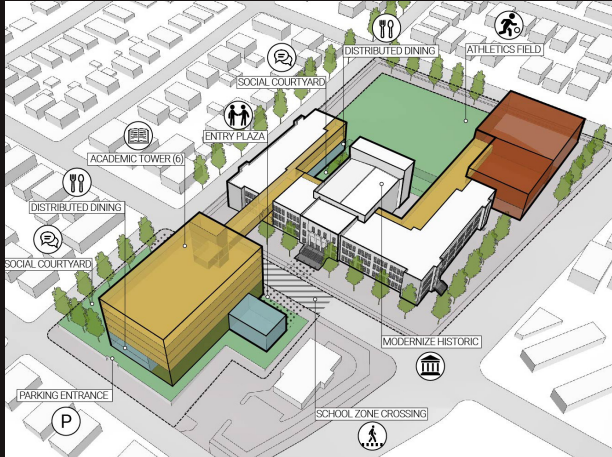 DISTRIBUTED DINING
ATHLETICS FIELD
SOCIAL COURTYARD
ENTRY PLAZA
ACADEMIC TOWER (6)
DISTRIBUTED DINING
SOCIAL COURTYARD
MODERNIZE HISTORIC
PARKING ENTRANCE
P
SCHOOL ZONE CROSSING